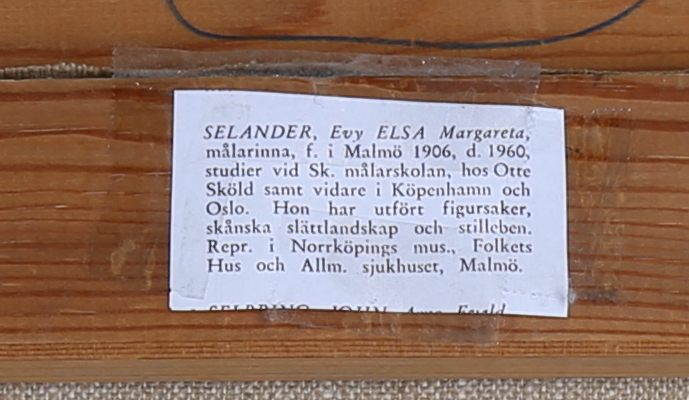 SELANDER, Evy ELSA Margareta,
målarinna, f. i Malmö 1906, d. 1960,
studier vid Sk. målarskolan, hos Otte
Sköld samt vidare i Köpenhamn och
Oslo. Hon har utfört figursaker,
skånska slättlandskap och stilleben.
Repr. i Norrköpings mus., Folkets
Hus och Allm. sjukhuset, Malmö.